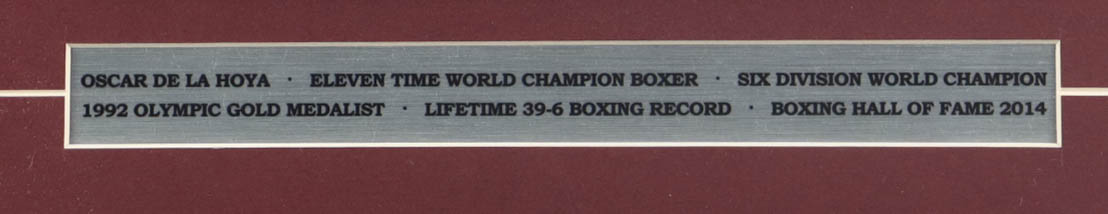 OSCAR DE LA HOYA · ELEVEN TIME WORLD CHAMPION BOXER · SIX DIVISION WORLD CHAMPION
1992 OLYMPIC GOLD MEDALIST · LIFETIME 39-6 BOXING RECORD · BOXING HALL OF FAME 2014